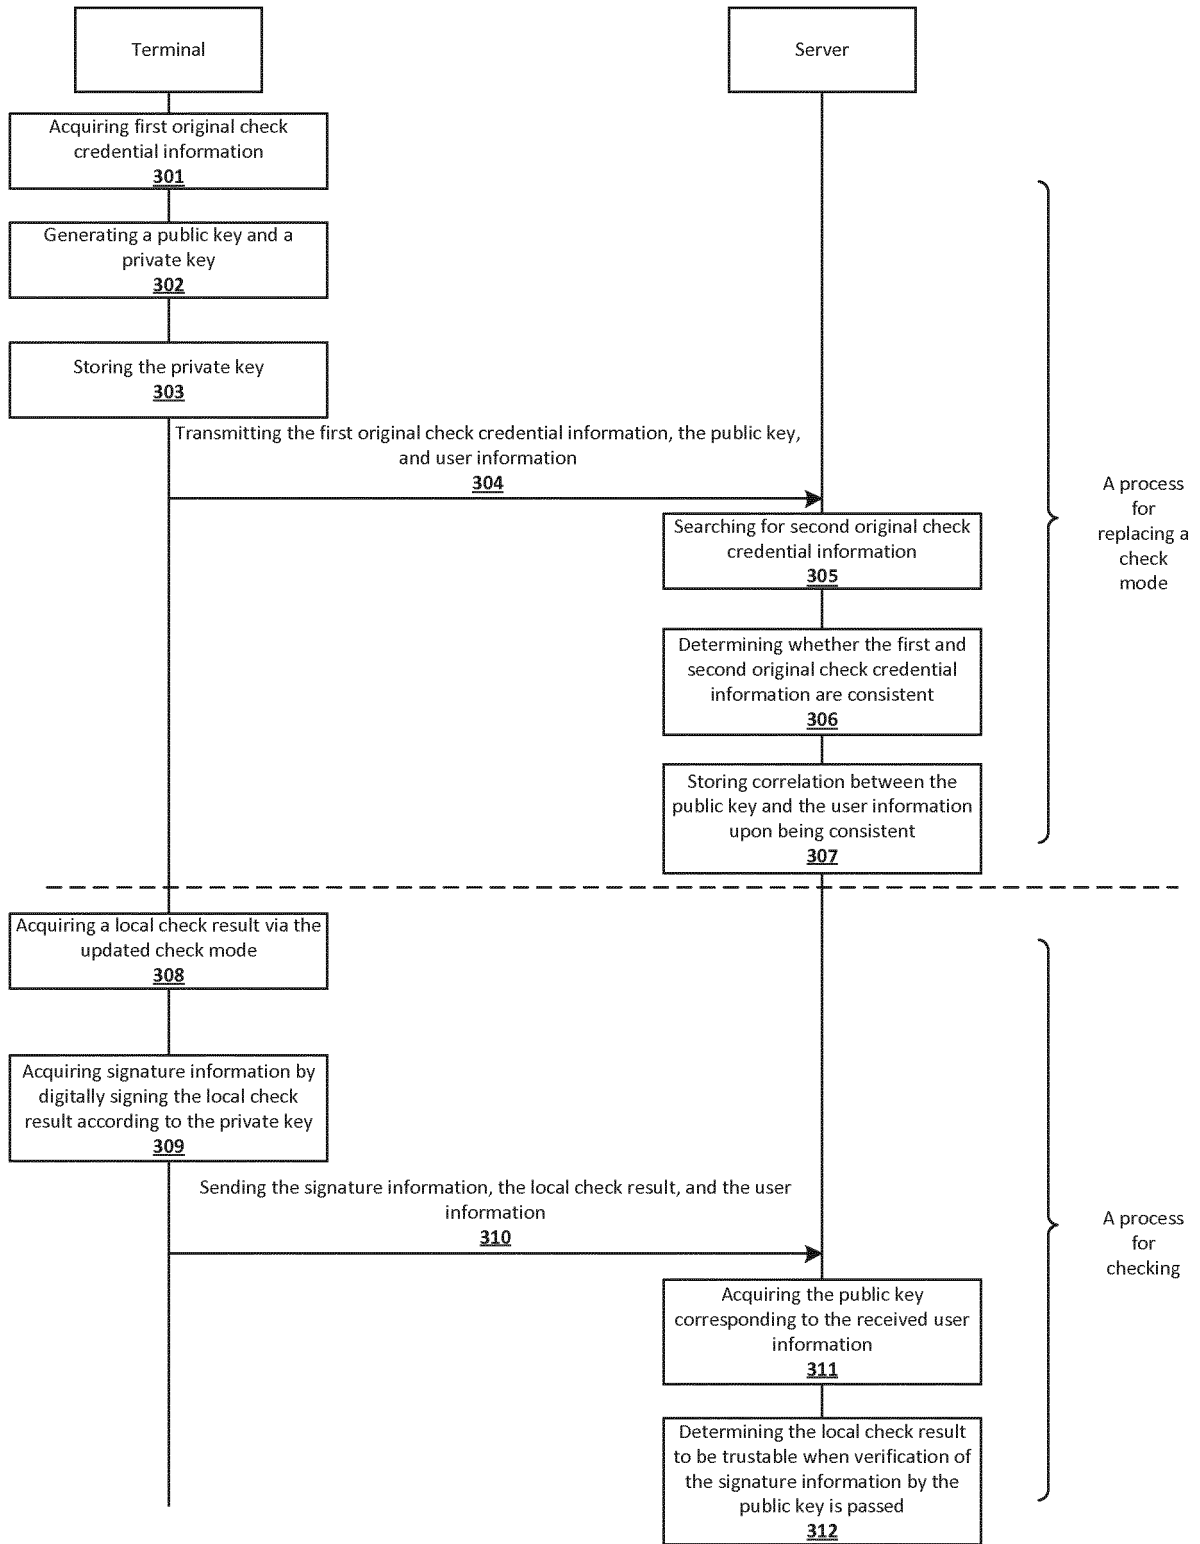 Terminal
Server
Acquiring first original check
credential information
301
Generating a public key and a
private key
302
Storing the private key
303
Transmitting the first original check credential information, the public key,
and user information
304
Searching for second original check
credential information
305
Determining whether the first and
second original check credential
information are consistent
306
Storing correlation between the
public key and the user information
upon being consistent
307
A process
for
replacing a
check
mode
Acquiring a local check result via the
updated check mode
308
Acquiring signature information by
digitally signing the local check
result according to the private key
309
Sending the signature information, the local check result, and the user
information
310
Acquiring the public key
corresponding to the received user
information
311
Determining the local check result
to be trustable when verification of
the signature information by the
public key is passed
312
A process
for
checking